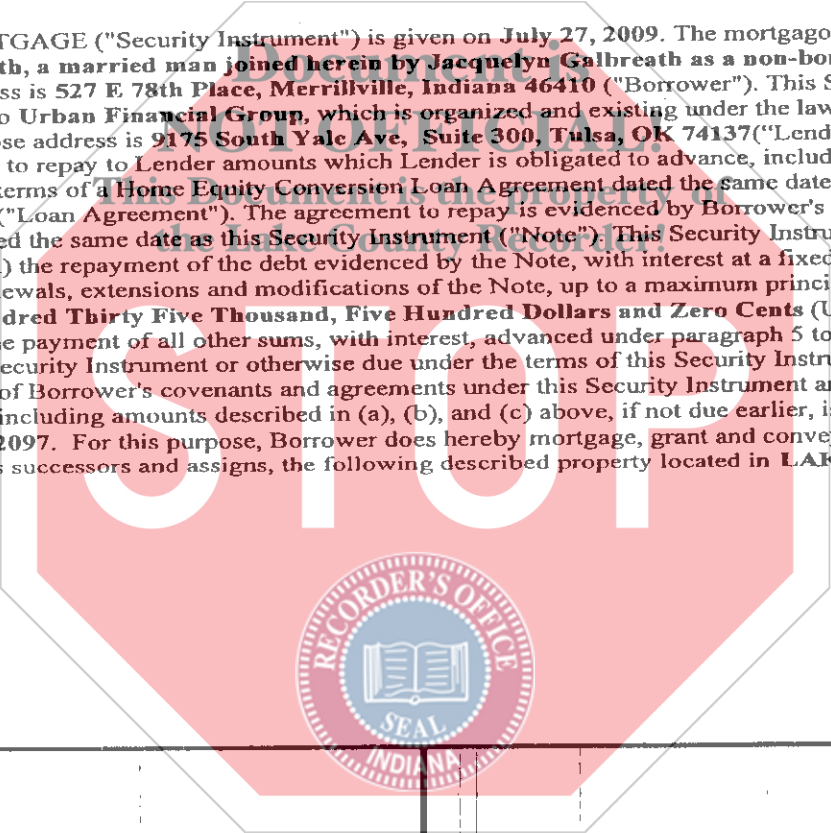 TGAGE ("Security Instrument") is given on July 27, 2009. The mortgago
th, a married man joined herein by Jacquelyn Galbreath as a non-bor
ss is 527 E 78th Place, Merrillville, Indiana 46410 ("Borrower"). This S
o Urban Financial Group, which is organized and existing under the law
ose address is 9175 South Yale Ave, Suite 300, Tulsa, OK 74137("Lend
to repay to Lender amounts which Lender is obligated to advance, includ
terms of a Home Equity Conversion Loan Agreement dated the same date
("Loan Agreement"). The agreement to repay is evidenced by Borrower's
ed the same date as this Security Instrument ("Note"). This Security Instru
) the repayment of the debt evidenced by the Note, with interest at a fixed
ewals, extensions and modifications of the Note, up to a maximum princi
dred Thirty Five Thousand, Five Hundred Dollars and Zero Cents (U
e payment of all other sums, with interest, advanced under paragraph 5 to
ecurity Instrument or otherwise due under the terms of this Security Instru
of Borrower's covenants and agreements under this Security Instrument a
including amounts described in (a), (b), and (c) above, if not due earlier, i
2097. For this purpose, Borrower does hereby mortgage, grant and conve
s successors and assigns, the following described property located in LAK
Document is
NOT OFFICIAL!
This Document is the property of
the Lake County Recorder!
STOP
RECORDER'S OFFICE
SEAL
INDIANA